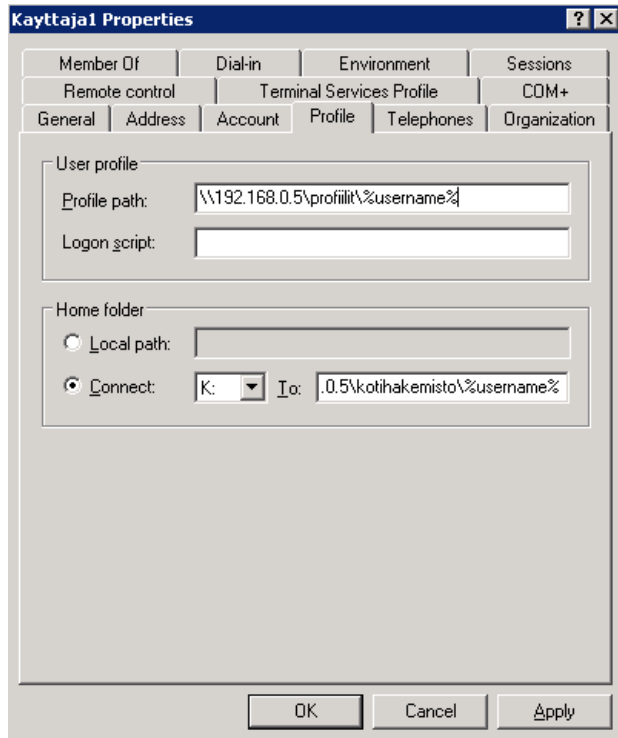 Kayttaja1 Properties
Member Of Dial-in Environment Sessions
Remote control Terminal Services Profile COM+
General Address Account Profile Telephones Organization
User profile
Profile path: \\192.168.0.5\profiilit\%username%
Logon script:
Home folder
Local path:
Connect: K: To: .0.5\kotihakemisto\%username%
OK Cancel Apply